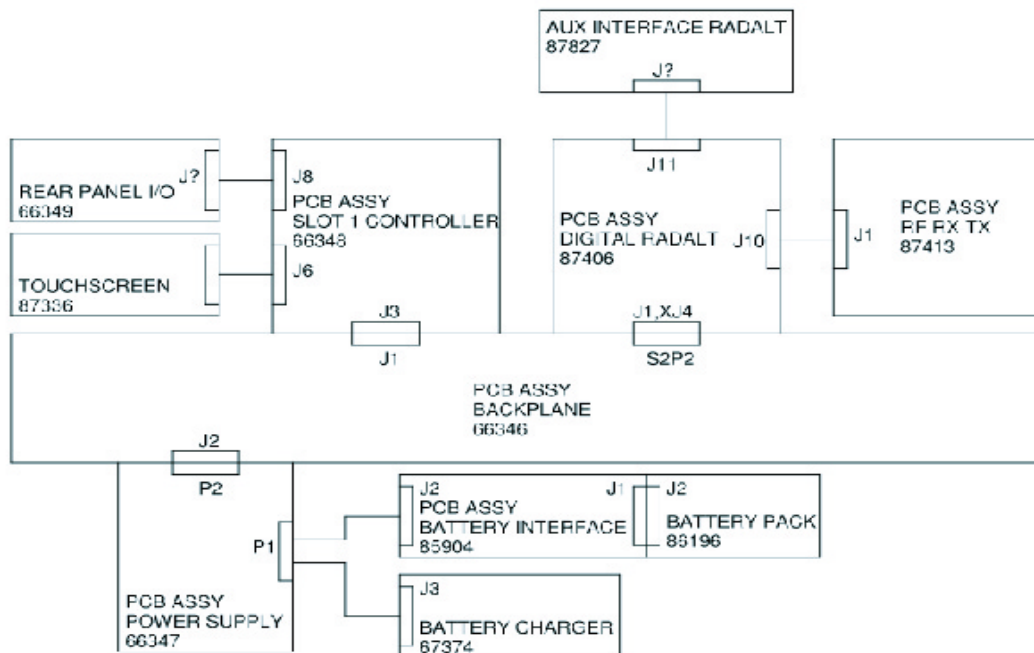 AUX INTERFACE RADALT
87827
J?
REAR PANEL I/O
66349
J?
J8
PCB ASSY
SLOT 1 CONTROLLER
66348
J6
TOUCHSCREEN
87336
J3
J1
J11
PCB ASSY
DIGITAL RADALT
87406
J10
J1,XJ4
S2P2
J1
PCB ASSY
RF RX TX
87413
PCB ASSY
BACKPLANE
66346
J2
P2
P1
PCB ASSY
POWER SUPPLY
66347
J2
PCB ASSY
BATTERY INTERFACE
85904
J1
J2
BATTERY PACK
86196
J3
BATTERY CHARGER
67374